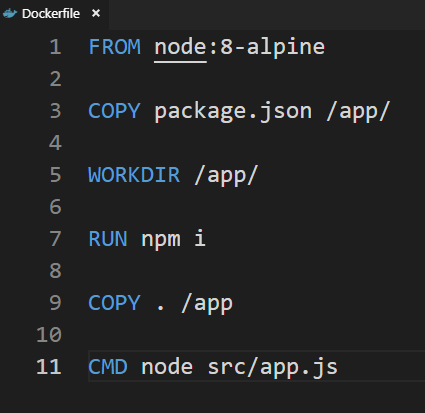 Dockerfile ×
1 FROM node:8-alpine
2
3 COPY package.json /app/
4
5 WORKDIR /app/
6
7 RUN npm i
8
9 COPY . /app
10
11 CMD node src/app.js